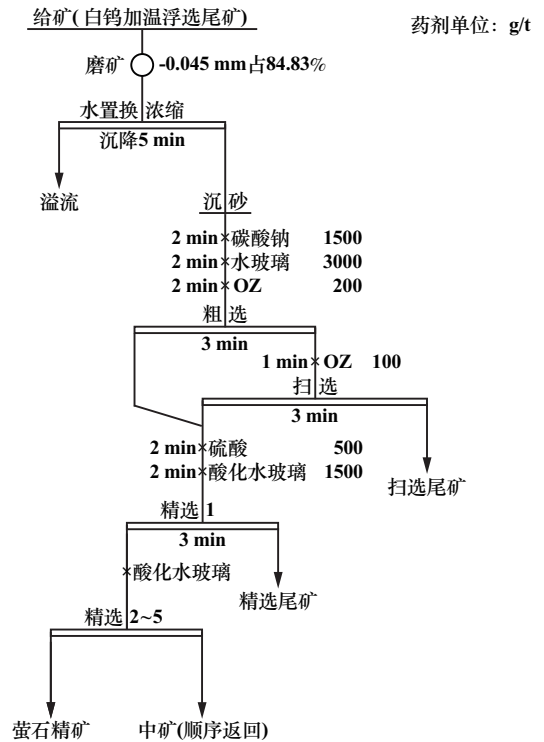 给矿(白钨加温浮选尾矿)
药剂单位：g/t
磨矿 -0.045 mm占84.83%
水置换 浓缩
沉降5 min
溢流
沉 砂
2 min×碳酸钠 1500
2 min×水玻璃 3000
2 min×OZ 200
粗 选
3 min
1 min×OZ 100
扫 选
3 min
2 min×硫酸 500
2 min×酸化水玻璃 1500
扫选尾矿
精选 1
3 min
×酸化水玻璃
精选尾矿
精选 2~5
萤石精矿
中矿(顺序返回)